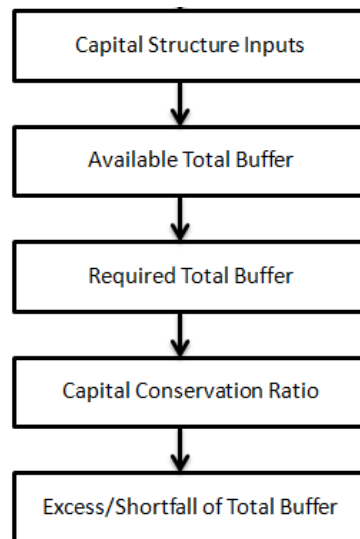 Capital Structure Inputs
Available Total Buffer
Required Total Buffer
Capital Conservation Ratio
Excess/Shortfall of Total Buffer